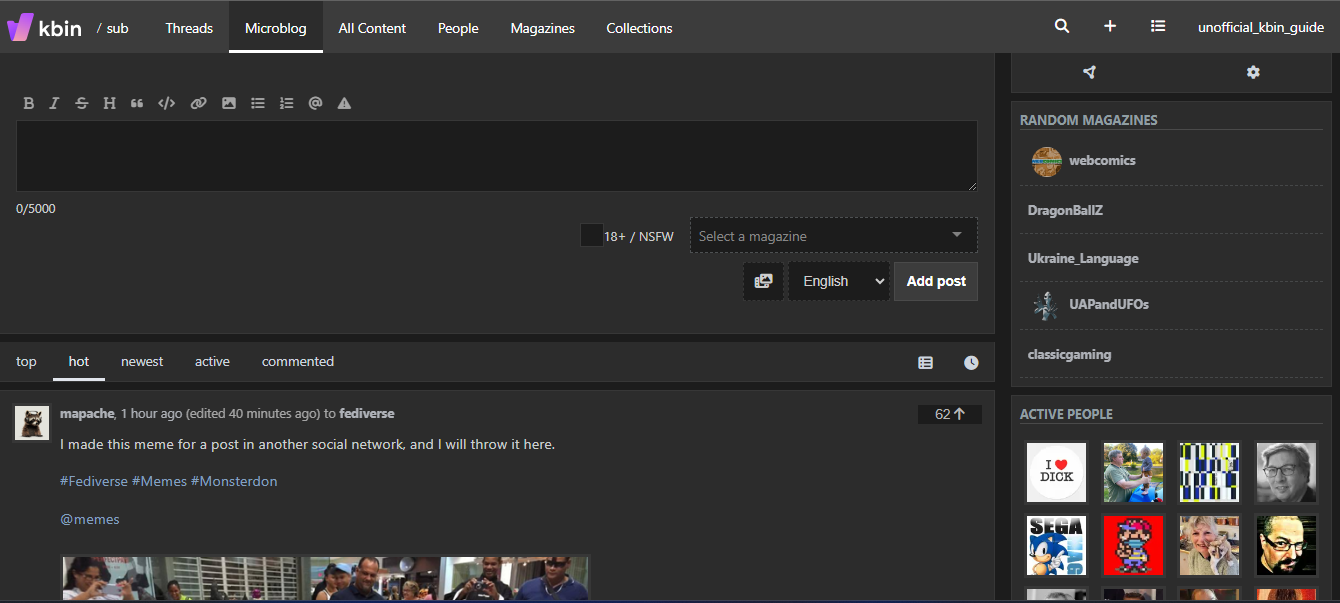 kbin / sub Threads Microblog All Content People Magazines Collections unofficial_kbin_guide
0/5000
18+ / NSFW Select a magazine
English Add post
top hot newest active commented
mapache, 1 hour ago (edited 40 minutes ago) to fediverse 62
I made this meme for a post in another social network, and I will throw it here.
#Fediverse #Memes #Monsterdon
@memes
RANDOM MAGAZINES
webcomics
DragonBallZ
Ukraine_Language
UAPandUFOs
classicgaming
ACTIVE PEOPLE
I ❤ DICK
SEGA